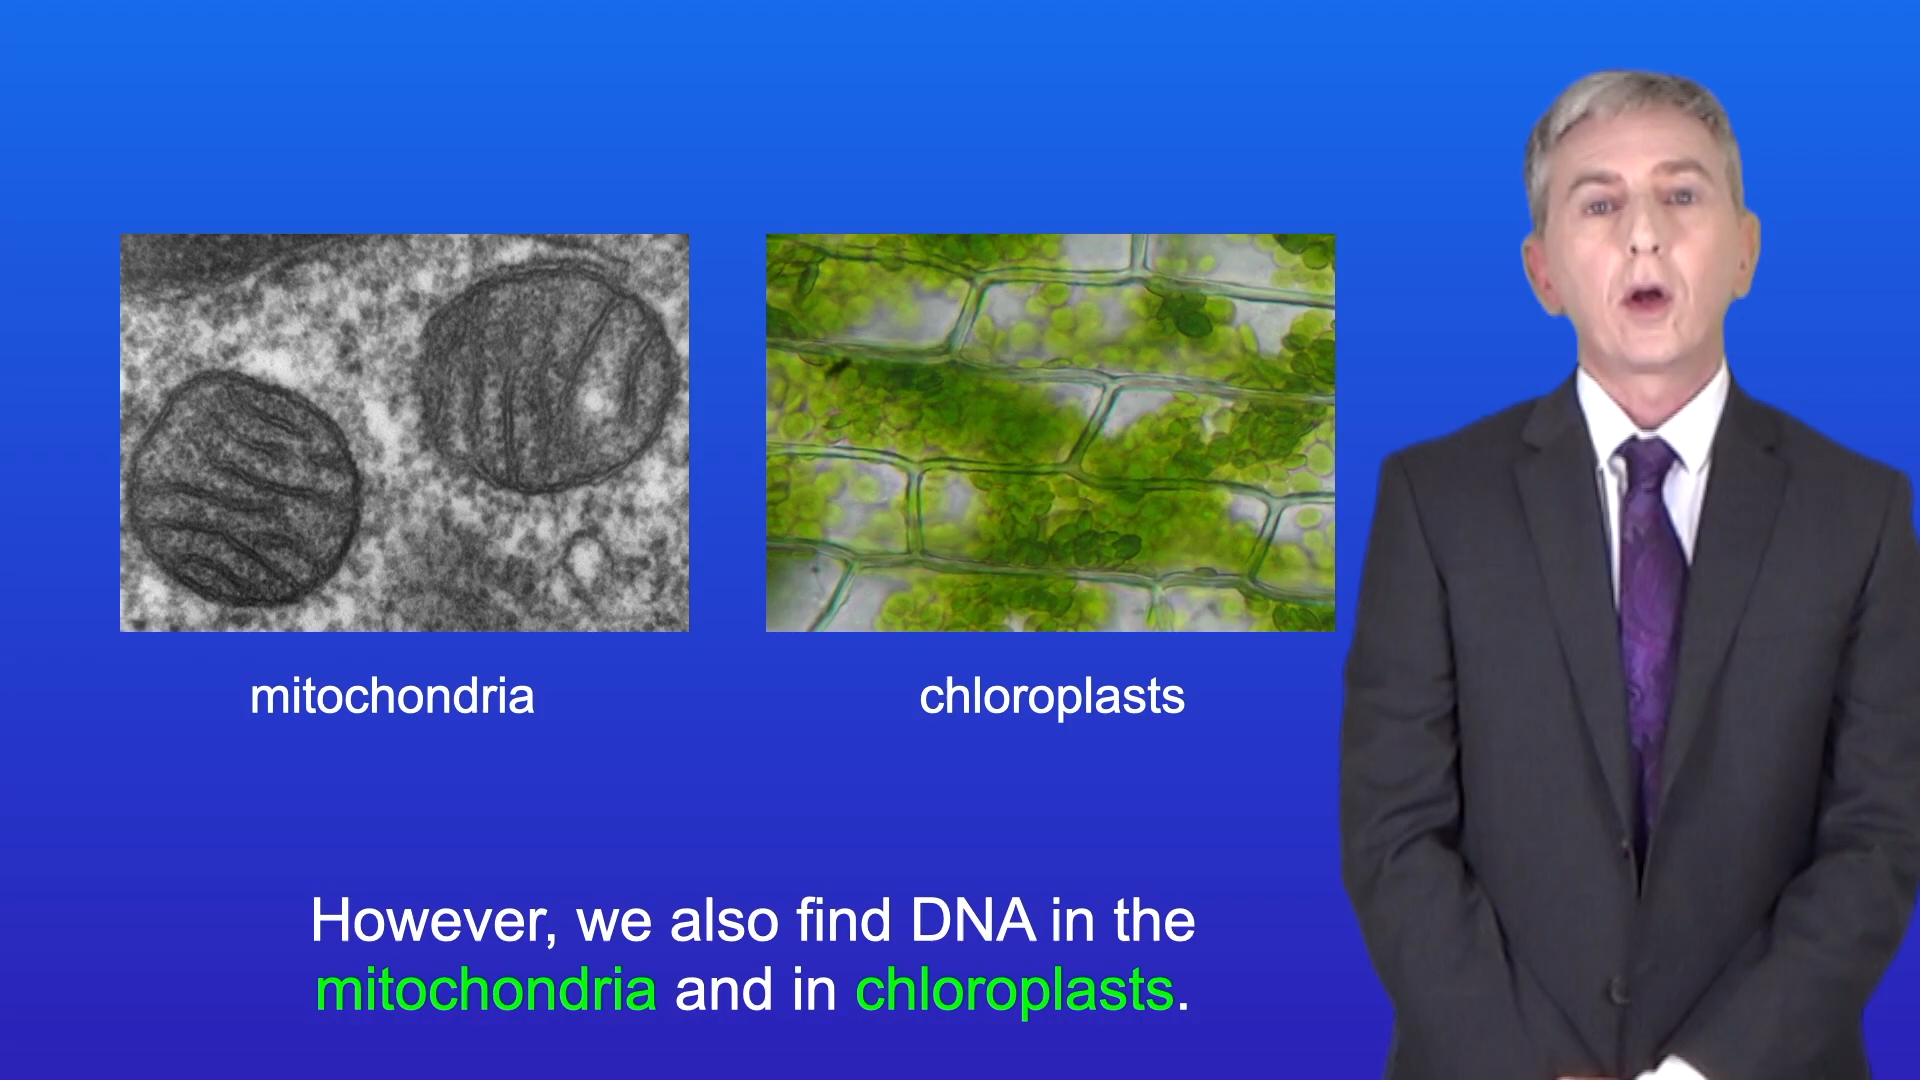 mitochondria
chloroplasts
However, we also find DNA in the
mitochondria and in chloroplasts.